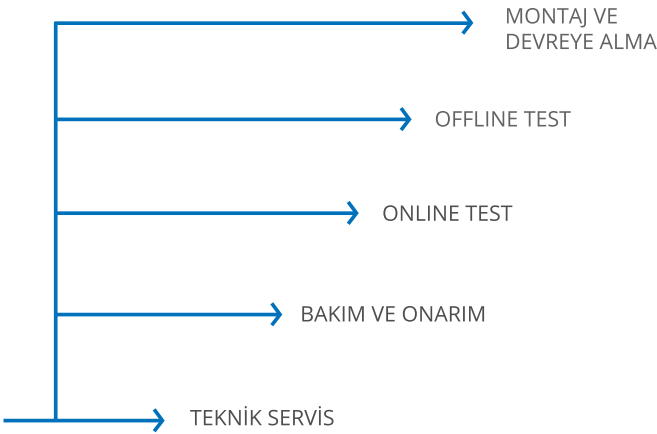 MONTAJ VE
DEVREYE ALMA
OFFLINE TEST
ONLINE TEST
BAKIM VE ONARIM
TEKNİK SERVİS